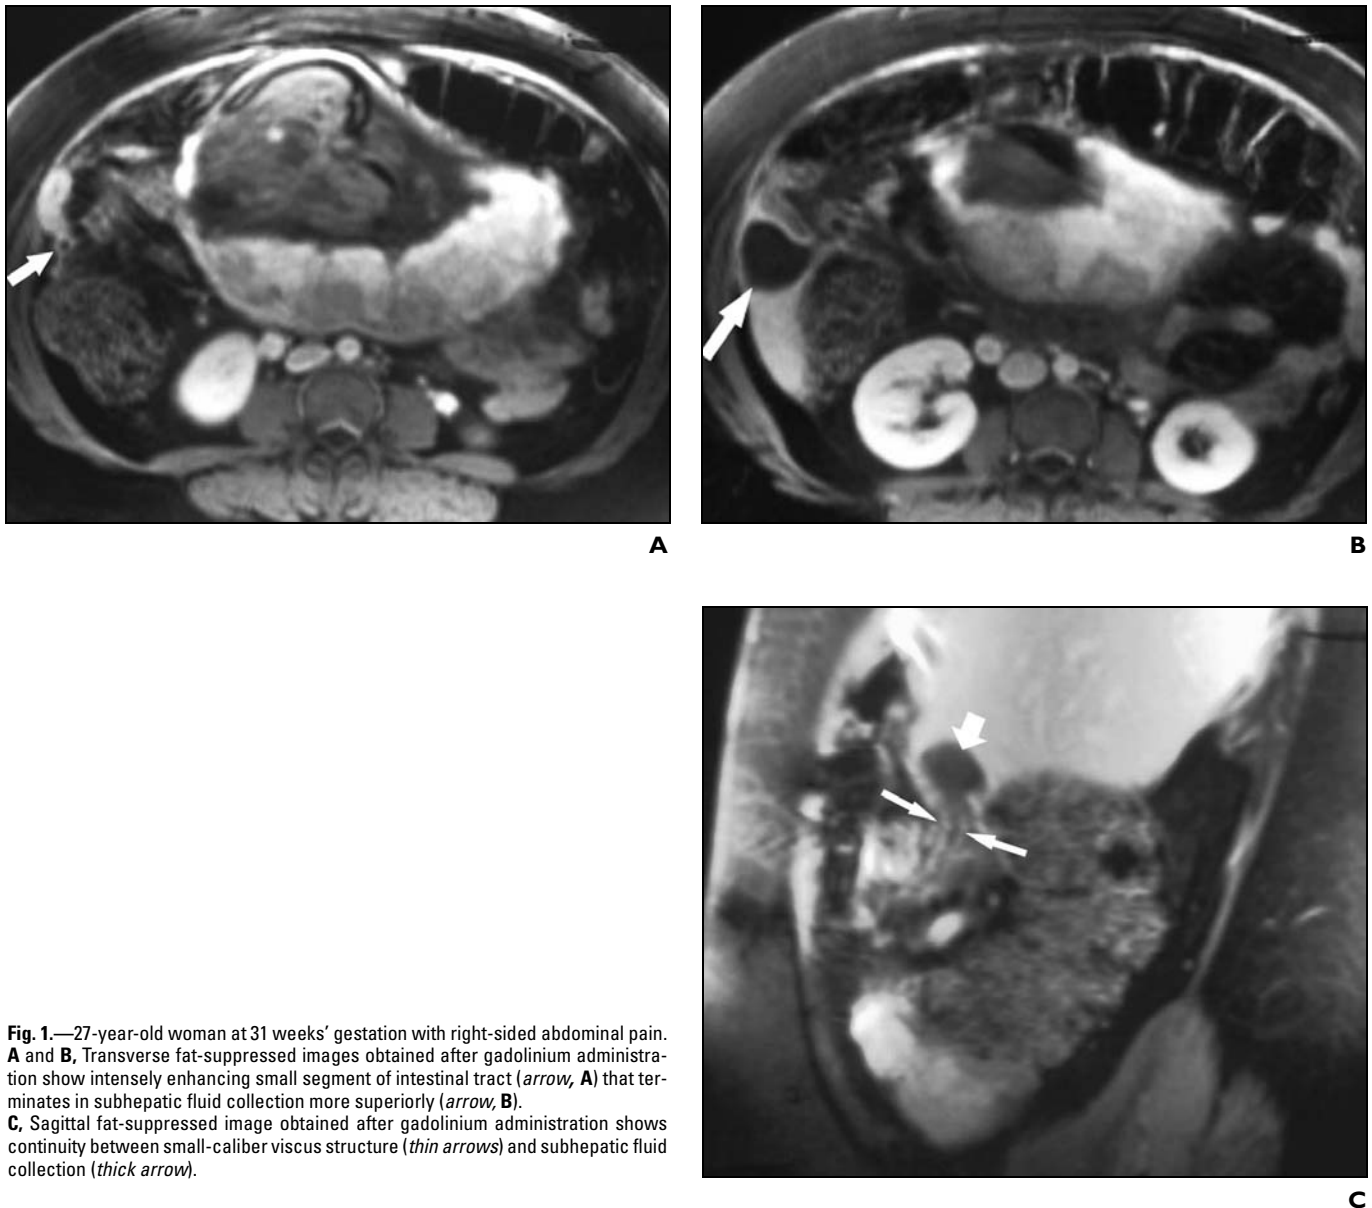 A
B
Fig. 1.—27-year-old woman at 31 weeks’ gestation with right-sided abdominal pain.
A and B, Transverse fat-suppressed images obtained after gadolinium administra-
tion show intensely enhancing small segment of intestinal tract (arrow, A) that ter-
minates in subhepatic fluid collection more superiorly (arrow, B).
C, Sagittal fat-suppressed image obtained after gadolinium administration shows
continuity between small-caliber viscus structure (thin arrows) and subhepatic fluid
collection (thick arrow).
C